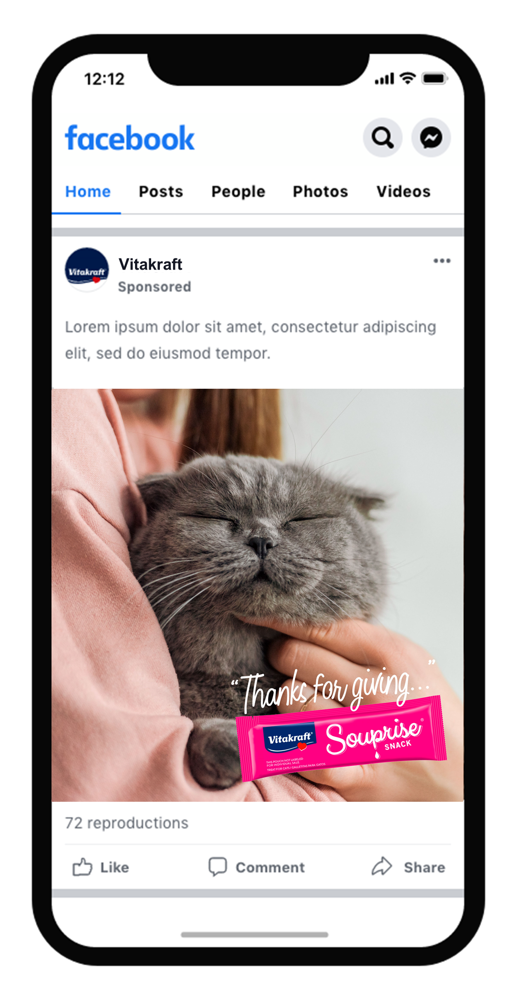 12:12
facebook
Home Posts People Photos Videos
Vitakraft
Vitakraft
Sponsored
Lorem ipsum dolor sit amet, consectetur adipiscing
elit, sed do eiusmod tempor.
“Thanks for giving...”
Vitakraft®
Souprise®
SNACK
THIS POUCH NOT LABELED
FOR INDIVIDUAL SALE.
TREAT FOR CATS / GALLETITAS PARA GATOS
72 reproductions
Like Comment Share